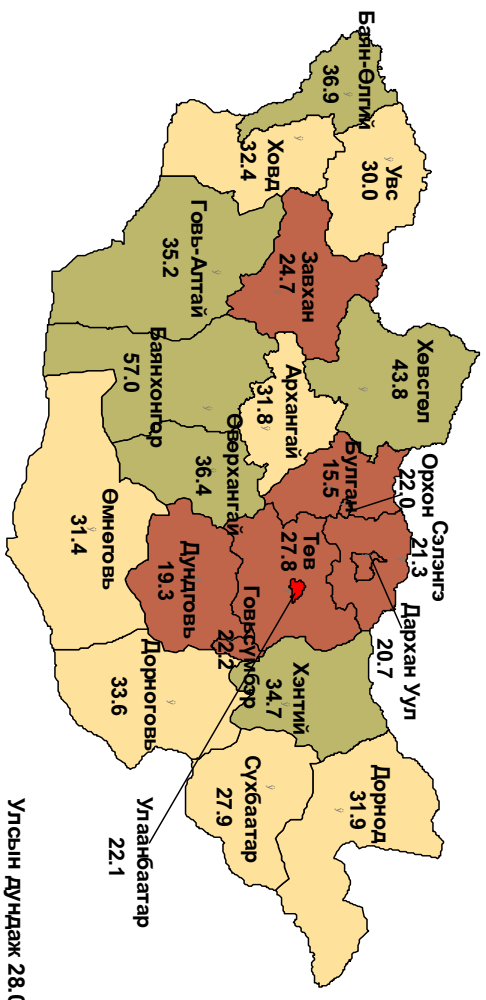 Баян-Өлгий
36.9
Увс
30.0
Ховд
32.4
Завхан
24.7
Говь-Алтай
35.2
Хөвсгөл
43.8
Архангай
31.8
Баянхонгор
57.0
Өвөрхангай
36.4
Булган
15.5
Орхон
22.0
Сэлэнгэ
21.3
Дархан Уул
20.7
Төв
27.8
Өмнөговь
31.4
Дундговь
19.3
Говьсүмбэр
22.2
Дорноговь
33.6
Хэнтий
34.7
Сүхбаатар
27.9
Дорнод
31.9
Улаанбаатар
22.1
Улсын дундаж 28.0